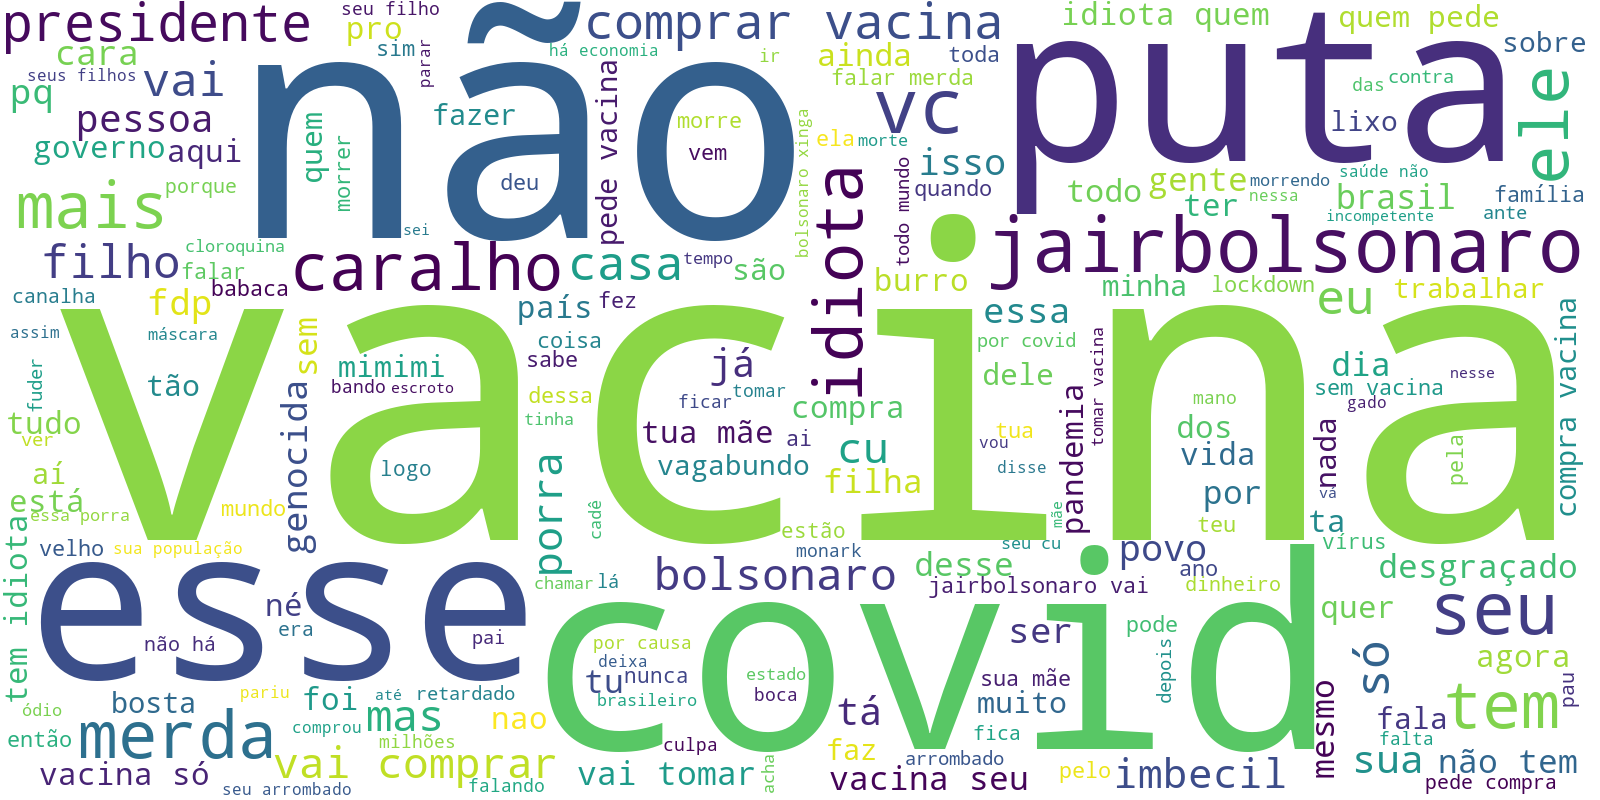 presidente
seu filho
pro
comprar
vacina
idiota quem
quem pede
cara
sim
parar
há economia
ir
ainda
toda
sobre
seus filhos
vai
não
falar merda
puta
das
contra
ele
pq
pessoa
fazer
quem
pede vacina
morre
vc
lixo
governo
aqui
morrer
vem
bolsonaro xinga
ela
morte
isso
saúde não
mais
porque
deu
idiota
todo mundo
quando
todo
gente
morrendo
nessa
brasil
família
ter
incompetente
ante
sei
filho
cloroquina
caralho
casa
tempo
são
jairbolsonaro
falar
babaca
burro
minha
lockdown
eu
trabalhar
canalha
fdp
país
fez
essa
compra vacina
assim
máscara
sem
vacina
coisa
por covid
tomar vacina
dia
mimimi
sabe
já
dele
sem vacina
nesse
fuder
tão
bando
escroto
dessa
ficar
tomar
compra
mano
gado
tudo
genocida
tinha
tua mãe
ai
cu
tua
vou
pandemia
dos
nada
ver
aí
logo
porra
vagabundo
filha
disse
vida
pela
está
cadê
por
vá
essa porra
mundo
estão
mãe
teu
ta
tem idiota
velho
sua população
monark
seu cu
povo
vírus
esse
chamar
lá
bolsonaro
desse
jairbolsonaro vai
ano
dinheiro
desgraçado
né
covid
quer
seu
era
não há
pai
por causa
deixa
tu
nunca
ser
pode
só
agora
estado
boca
sua mãe
depois
ódio
bosta
pariu
foi
até
retardado
brasileiro
tá
muito
mesmo
tem
pau
então
merda
comprou
mas
nao
fala
milhões
culpa
faz
fica
falta
vacina só
vai comprar
vai tomar
acha
arrombado
vacina seu
pelo
imbecil
sua
não tem
seu arrombado
falando
pede compra